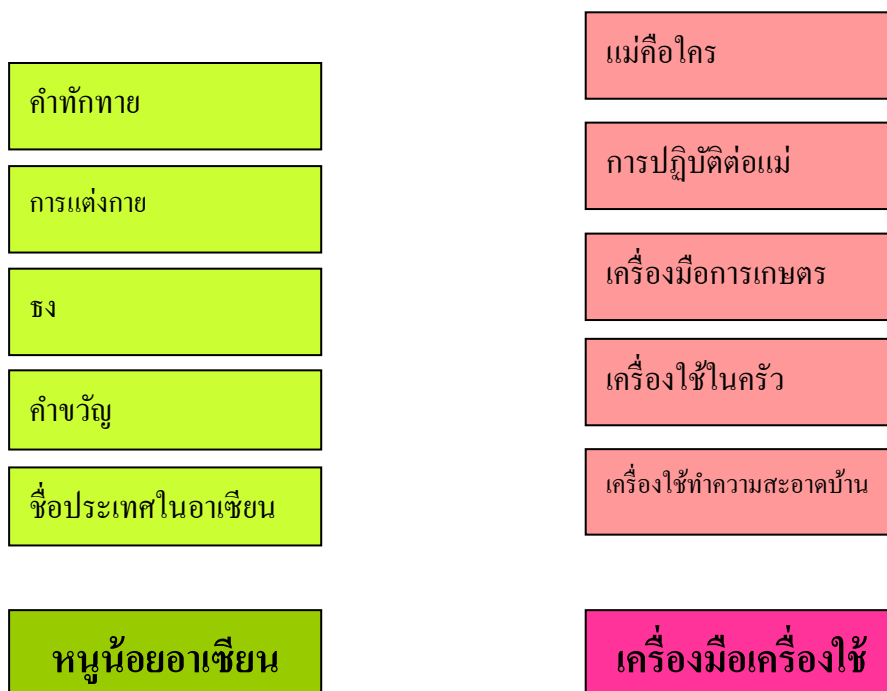 คำทักทาย
การแต่งกาย
ธง
คำขวัญ
ชื่อประเทศในอาเซียน
หนูน้อยอาเซียน
แม่คือใคร
การปฏิบัติต่อแม่
เครื่องมือการเกษตร
เครื่องใช้ในครัว
เครื่องใช้ทำความสะอาดบ้าน
เครื่องมือเครื่องใช้